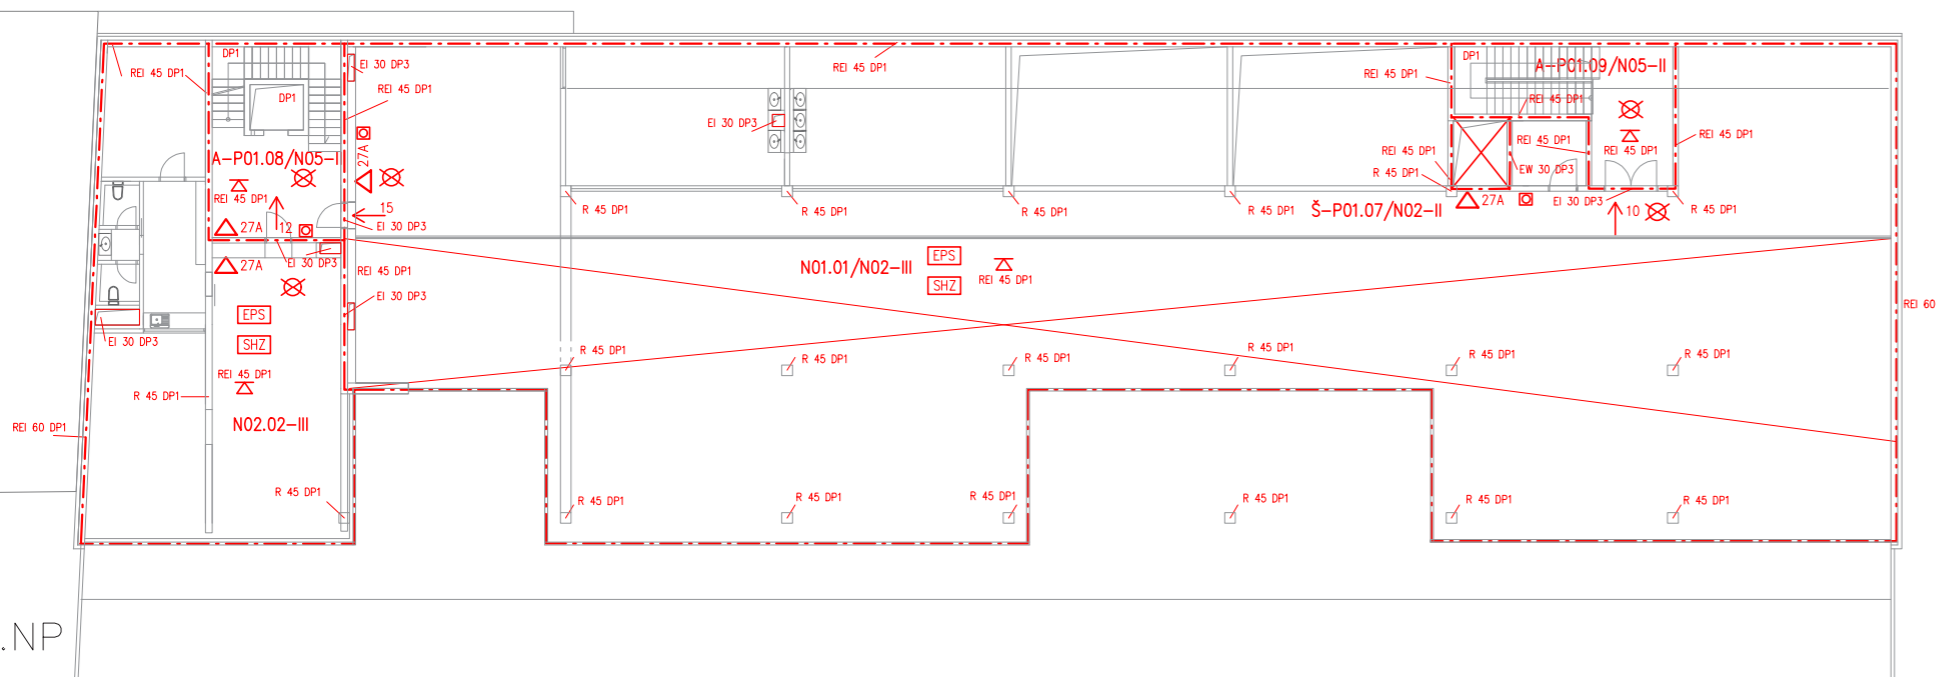 DP1
EI 30 DP3
REI 45 DP1
REI 45 DP1
REI 45 DP1
DP1
A-P01.09/N05-II
REI 45 DP1
REI 45 DP1
DP1
REI 45 DP1
EI 30 DP3
27A
REI 45 DP1
REI 45 DP1
REI 45 DP1
REI 45 DP1
A-P01.08/N05-I
R 45 DP1
EW 30 DP3
REI 45 DP1
15
R 45 DP1
R 45 DP1
R 45 DP1
R 45 DP1
Š-P01.07/N02-II
27A
EI 30 DP3
10
R 45 DP1
27A
12
EI 30 DP3
27A
EI 30 DP3
REI 45 DP1
N01.01/N02-III
EPS
SHZ
REI 45 DP1
EI 30 DP3
REI 60
EPS
SHZ
EI 30 DP3
REI 45 DP1
R 45 DP1
R 45 DP1
R 45 DP1
R 45 DP1
R 45 DP1
R 45 DP1
R 45 DP1
N02.02-III
REI 60 DP1
R 45 DP1
R 45 DP1
R 45 DP1
R 45 DP1
R 45 DP1
R 45 DP1
R 45 DP1
.NP